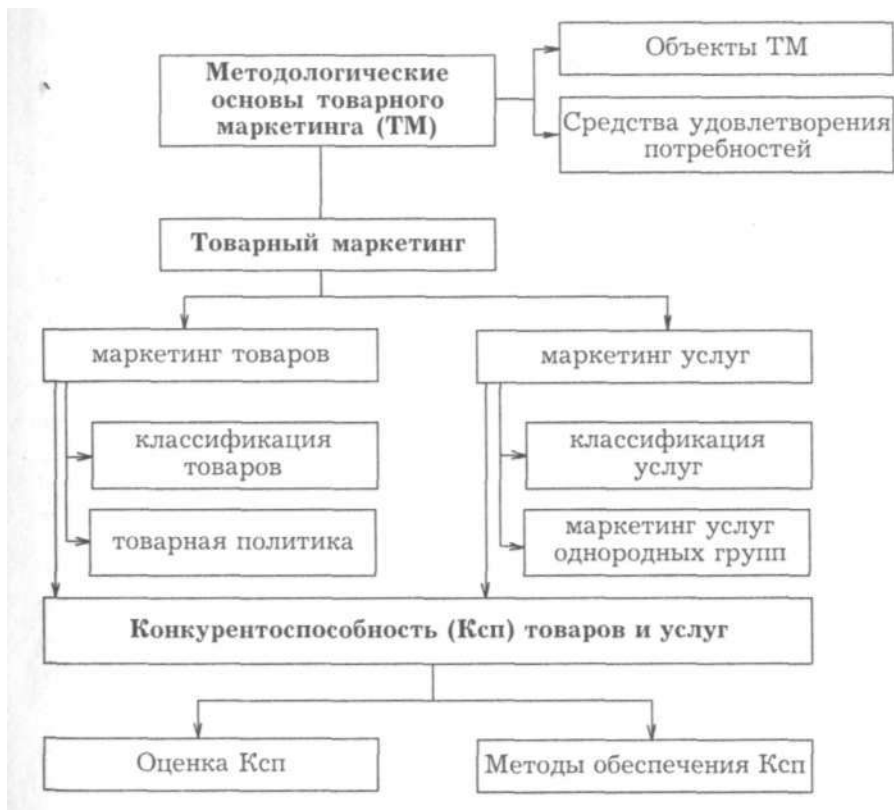 Методологические
основы товарного
маркетинга (ТМ)
Объекты ТМ
Средства удовлетворения
потребностей
Товарный маркетинг
маркетинг товаров
маркетинг услуг
классификация
товаров
классификация
услуг
товарная политика
маркетинг услуг
однородных групп
Конкурентоспособность (Ксп) товаров и услуг
Оценка Ксп
Методы обеспечения Ксп